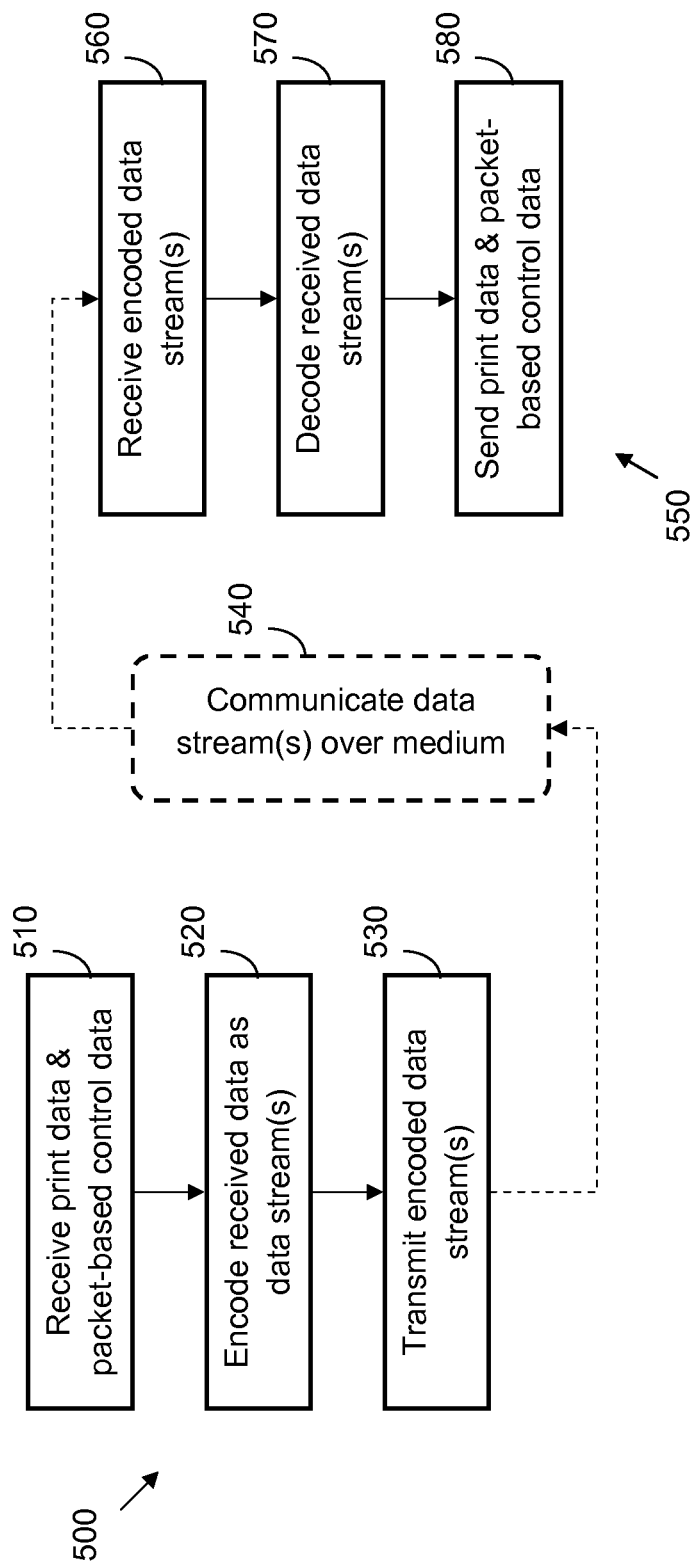 500
510
Receive print data &
packet-based control data
520
Encode received data as
data stream(s)
530
Transmit encoded data
stream(s)
540
Communicate data
stream(s) over medium
550
560
Receive encoded data
stream(s)
570
Decode received data
stream(s)
580
Send print data & packet-
based control data